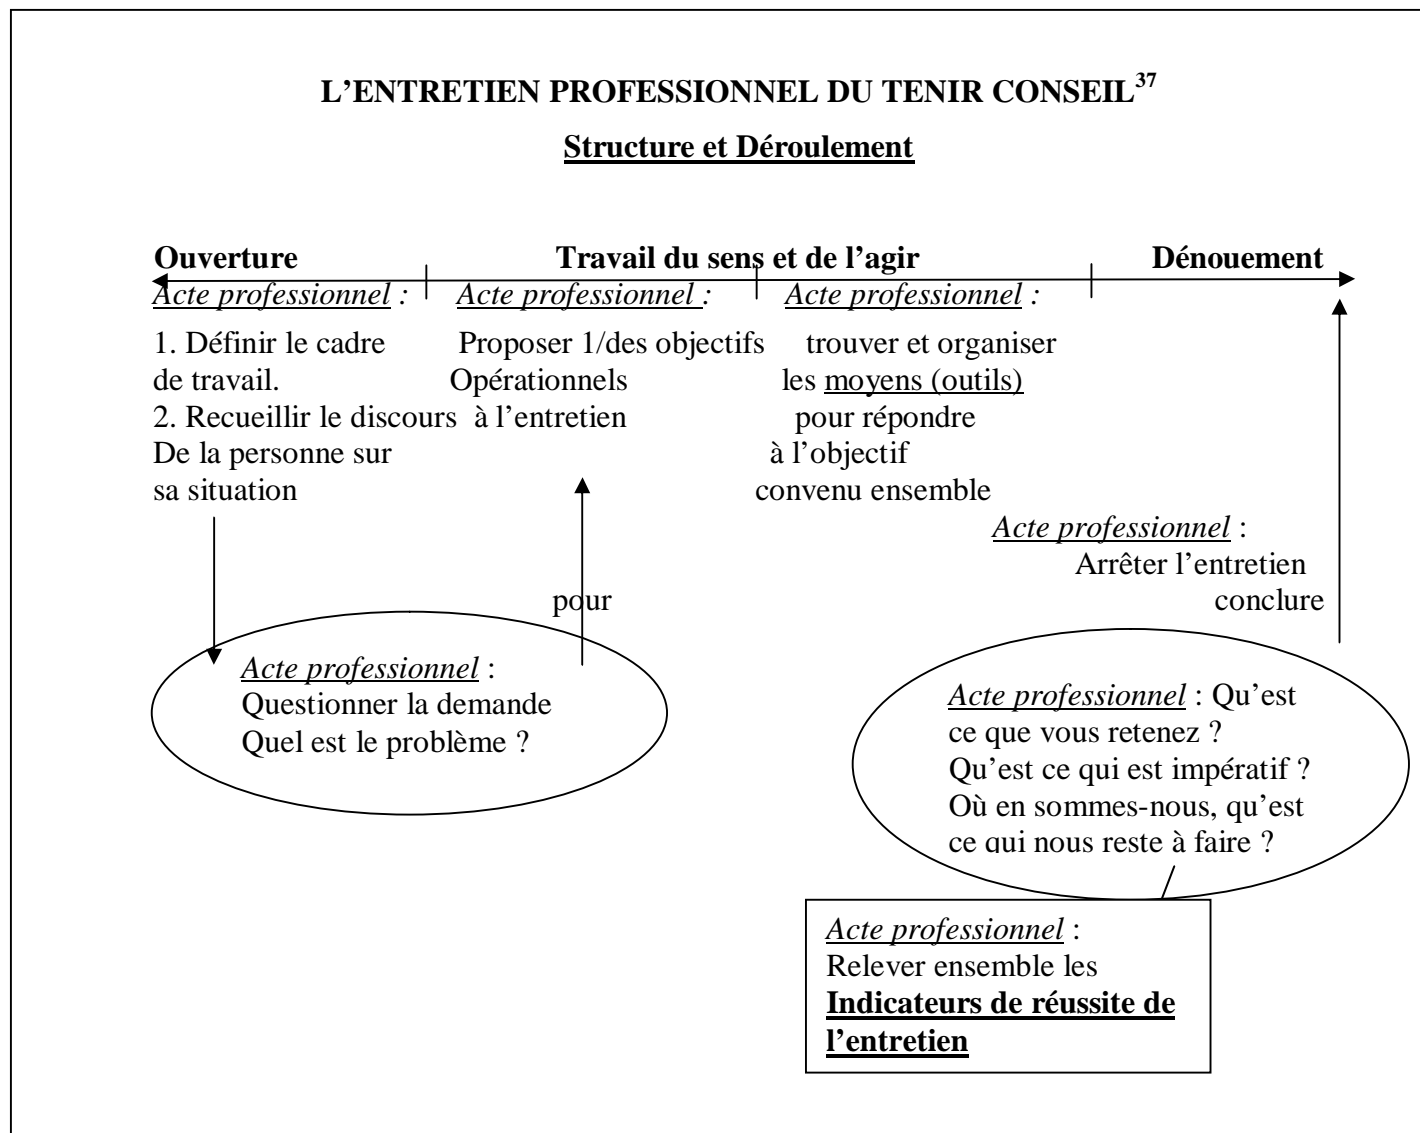 L’ENTRETIEN PROFESSIONNEL DU TENIR CONSEIL37
Structure et Déroulement
Ouverture
Travail du sens et de l’agir
Dénouement
Acte professionnel :
1. Définir le cadre
de travail.
2. Recueillir le discours
De la personne sur
sa situation
Acte professionnel :
Proposer 1/des objectifs
Opérationnels
à l’entretien
Acte professionnel :
trouver et organiser
les moyens (outils)
pour répondre
à l’objectif
convenu ensemble
Acte professionnel :
Arrêter l’entretien
conclure
pour
Acte professionnel :
Questionner la demande
Quel est le problème ?
Acte professionnel : Qu’est
ce que vous retenez ?
Qu’est ce qui est impératif ?
Où en sommes-nous, qu’est
ce qui nous reste à faire ?
Acte professionnel :
Relever ensemble les
Indicateurs de réussite de
l’entretien